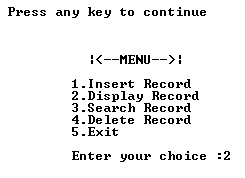 Press any key to continue
|<--MENU-->|
1.Insert Record
2.Display Record
3.Search Record
4.Delete Record
5.Exit
Enter your choice :2